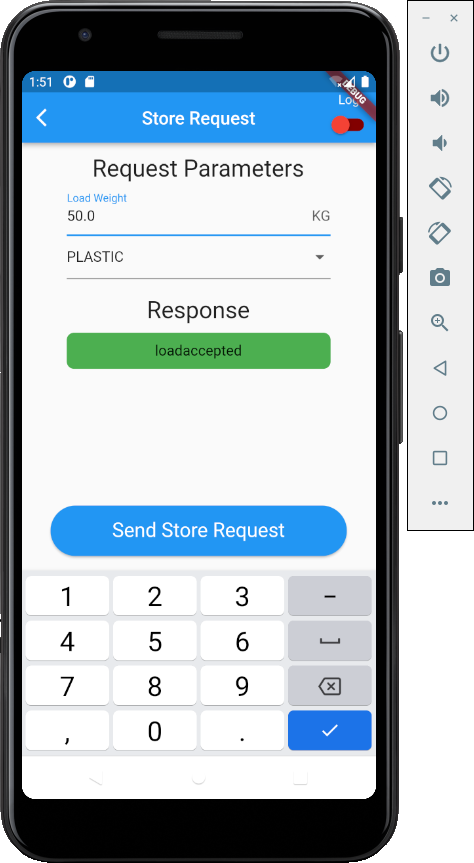 1:51
DEBUG
Log
Store Request
Request Parameters
Load Weight
50.0 KG
PLASTIC
Response
loadaccepted
Send Store Request
1 2 3 -
4 5 6
7 8 9
, 0 .